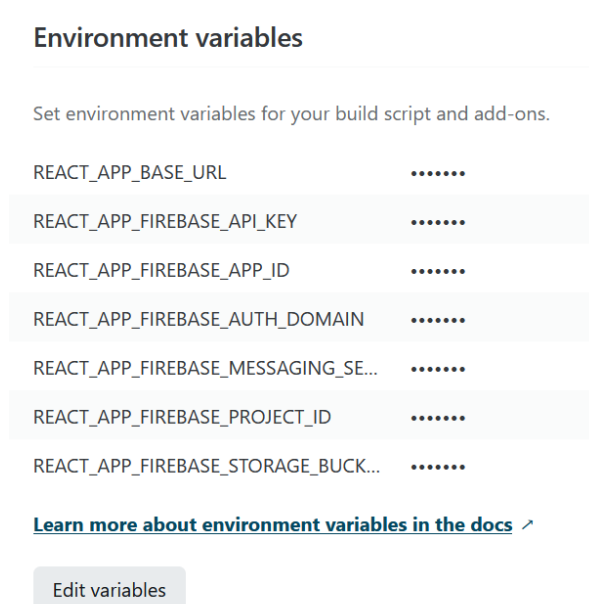 Environment variables
Set environment variables for your build script and add-ons.
REACT_APP_BASE_URL •••••••
REACT_APP_FIREBASE_API_KEY •••••••
REACT_APP_FIREBASE_APP_ID •••••••
REACT_APP_FIREBASE_AUTH_DOMAIN •••••••
REACT_APP_FIREBASE_MESSAGING_SE... •••••••
REACT_APP_FIREBASE_PROJECT_ID •••••••
REACT_APP_FIREBASE_STORAGE_BUCK... •••••••
Learn more about environment variables in the docs ↗
Edit variables